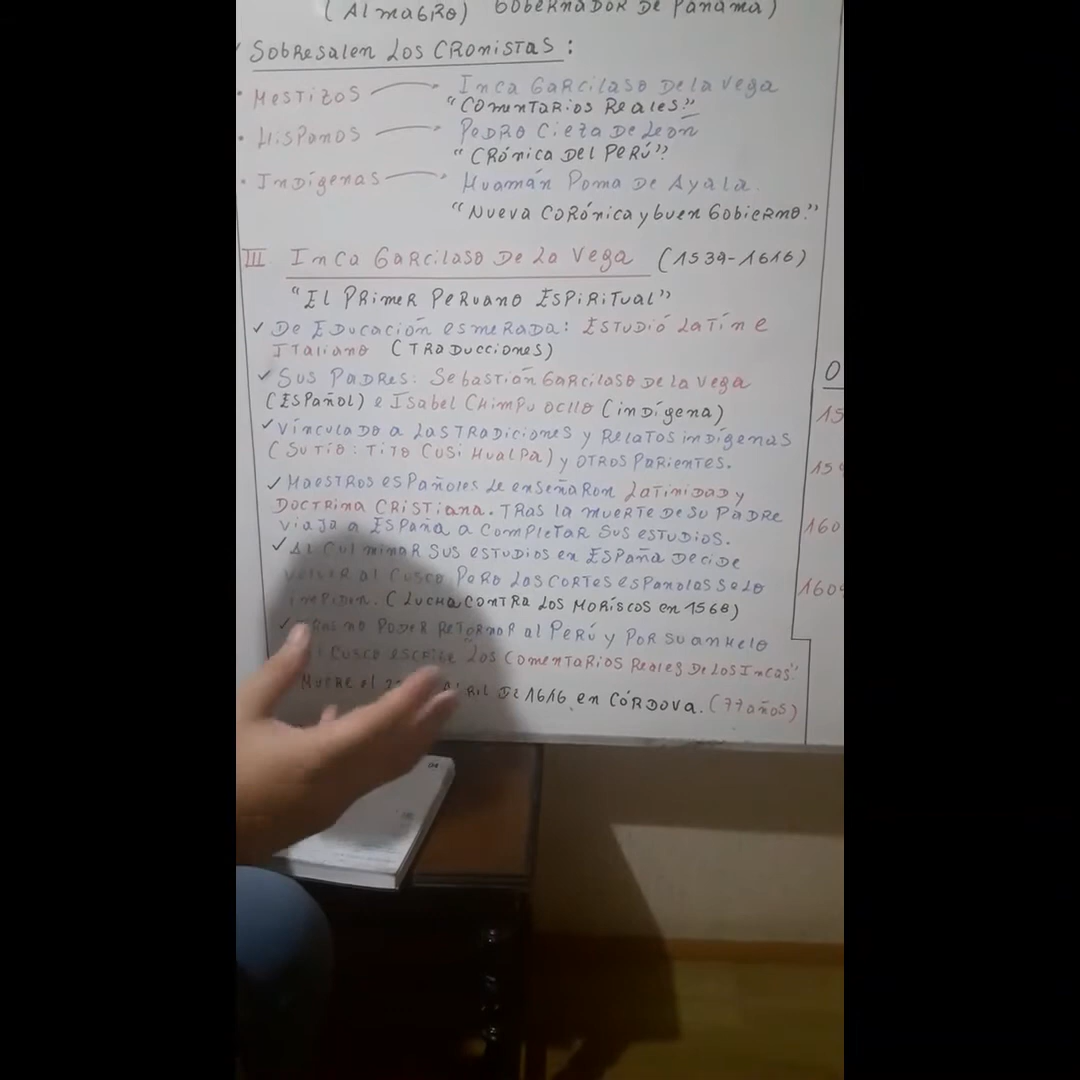 (Almagro) Gobernador de Panamá)
Sobresalen los cronistas:
• Mestizos Inca Garcilaso de la Vega
"Comentarios Reales"
• Hispanos Pedro Cieza de León
"Crónica del Perú"
• Indígenas Huamán Poma de Ayala.
"Nueva Corónica y buen Gobierno."
III Inca Garcilaso de la Vega (1539-1616)
"El Primer Peruano Espiritual"
✓ De Educación esmerada: Estudió Latín e
Italiano (Traducciones)
✓ Sus Padres: Sebastián Garcilaso de la Vega
(Español) e Isabel Chimpu Ocllo (indígena)
✓ Vinculado a las tradiciones y relatos indígenas
(Su tío: Tito Cusi Hualpa) y otros parientes.
✓ Maestros españoles le enseñaron Latinidad y
Doctrina Cristiana. Tras la muerte de su padre
viaja a España a completar sus estudios.
✓ Al culminar sus estudios en España decide
volver al Cusco pero las cortes españolas se lo
impiden. (Lucha contra los moriscos en 1568)
✓ Tras no poder retornar al Perú y por su anhelo
Cusco escribe "Los Comentarios Reales de los Incas"
Muere el de 1616 en Córdova. (77 años)
O
15
15
160
1609